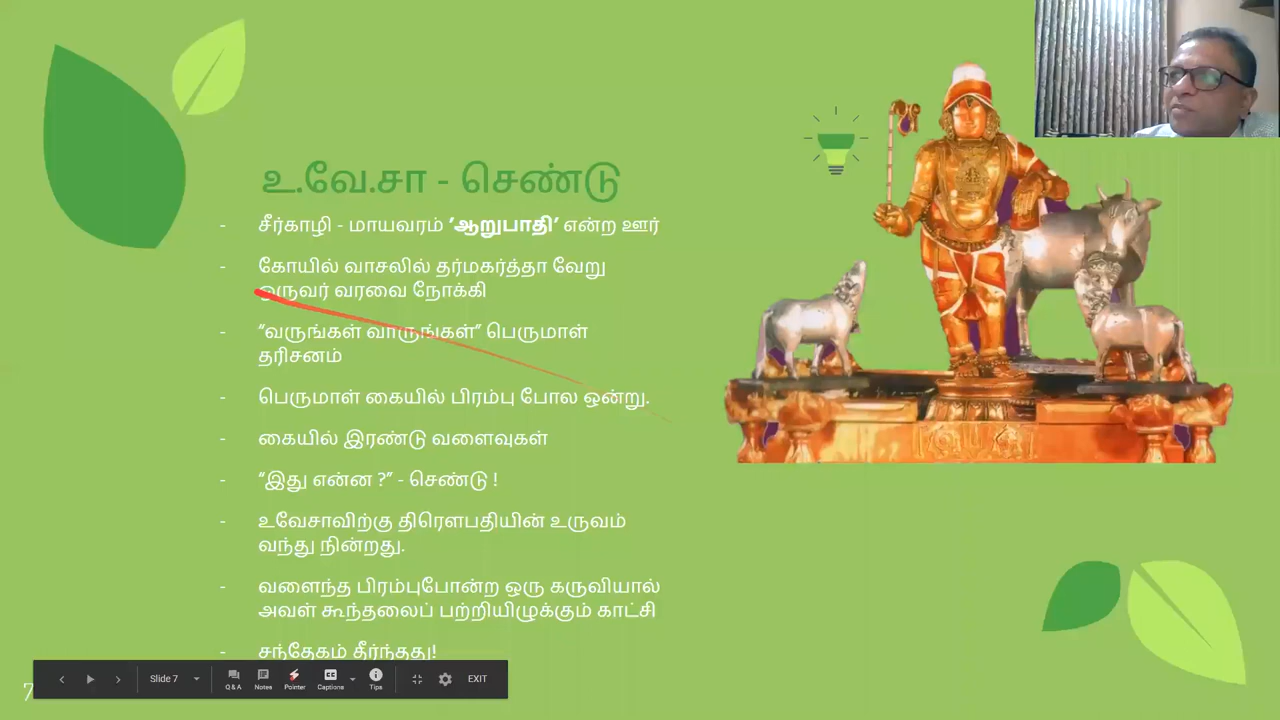 உ.வே.சா - செண்டு
- சீர்காழி - மாயவரம் ‘ஆறுபாதி’ என்ற ஊர்
- கோயில் வாசலில் தர்மகர்த்தா வேறு
ஒருவர் வரவை நோக்கி
- “வருங்கள் வாருங்கள்” பெருமாள்
தரிசனம்
- பெருமாள் கையில் பிரம்பு போல ஒன்று.
- கையில் இரண்டு வளைவுகள்
- “இது என்ன ?” - செண்டு !
- உவேசாவிற்கு திரௌபதியின் உருவம்
வந்து நின்றது.
- வளைந்த பிரம்புபோன்ற ஒரு கருவியால்
அவள் கூந்தலைப் பற்றியிழுக்கும் காட்சி
- சந்தேகம் தீர்ந்தது!
Slide 7
Q&A
Notes
Pointer
Captions
Tips
EXIT
7